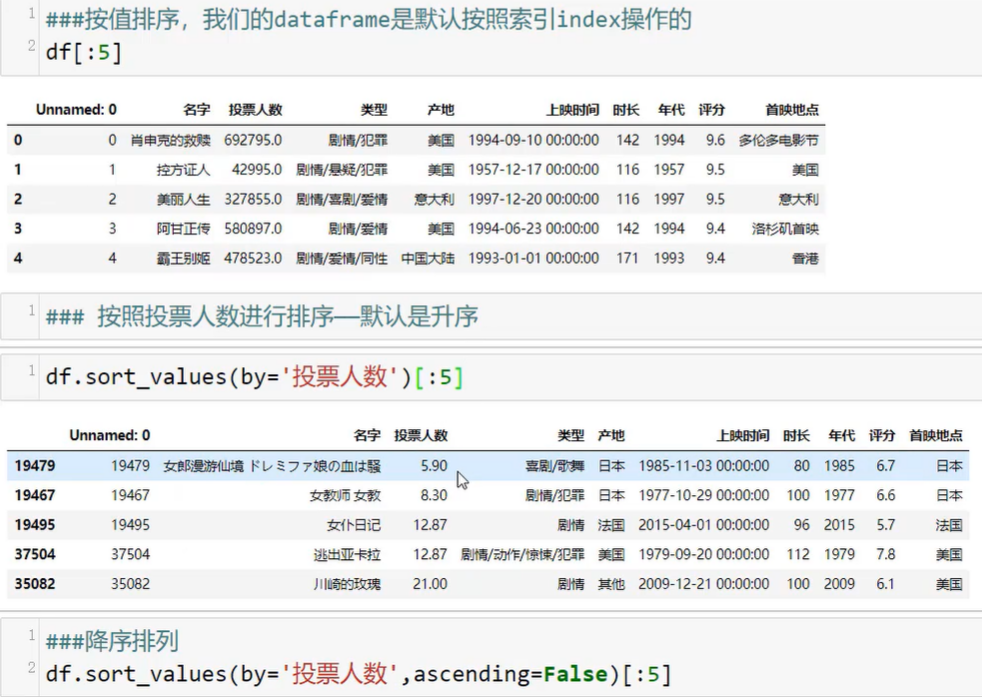 1 ###按值排序，我们的dataframe是默认按照索引index操作的
2 df[:5]
Unnamed: 0 名字 投票人数 类型 产地 上映时间 时长 年代 评分 首映地点
0 0 肖申克的救赎 692795.0 剧情/犯罪 美国 1994-09-10 00:00:00 142 1994 9.6 多伦多电影节
1 1 控方证人 42995.0 剧情/悬疑/犯罪 美国 1957-12-17 00:00:00 116 1957 9.5 美国
2 2 美丽人生 327855.0 剧情/喜剧/爱情 意大利 1997-12-20 00:00:00 116 1997 9.5 意大利
3 3 阿甘正传 580897.0 剧情/爱情 美国 1994-06-23 00:00:00 142 1994 9.4 洛杉矶首映
4 4 霸王别姬 478523.0 剧情/爱情/同性 中国大陆 1993-01-01 00:00:00 171 1993 9.4 香港
1 ### 按照投票人数进行排序—默认是升序
1 df.sort_values(by='投票人数')[:5]
Unnamed: 0 名字 投票人数 类型 产地 上映时间 时长 年代 评分 首映地点
19479 19479 女郎漫游仙境 ドレミファ娘の血は騒 5.90 喜剧/歌舞 日本 1985-11-03 00:00:00 80 1985 6.7 日本
19467 19467 女教师 女教 8.30 剧情/犯罪 日本 1977-10-29 00:00:00 100 1977 6.6 日本
19495 19495 女仆日记 12.87 剧情 法国 2015-04-01 00:00:00 96 2015 5.7 法国
37504 37504 逃出亚卡拉 12.87 剧情/动作/惊悚/犯罪 美国 1979-09-20 00:00:00 112 1979 7.8 美国
35082 35082 川崎的玫瑰 21.00 剧情 其他 2009-12-21 00:00:00 100 2009 6.1 美国
1 ###降序排列
2 df.sort_values(by='投票人数',ascending=False)[:5]